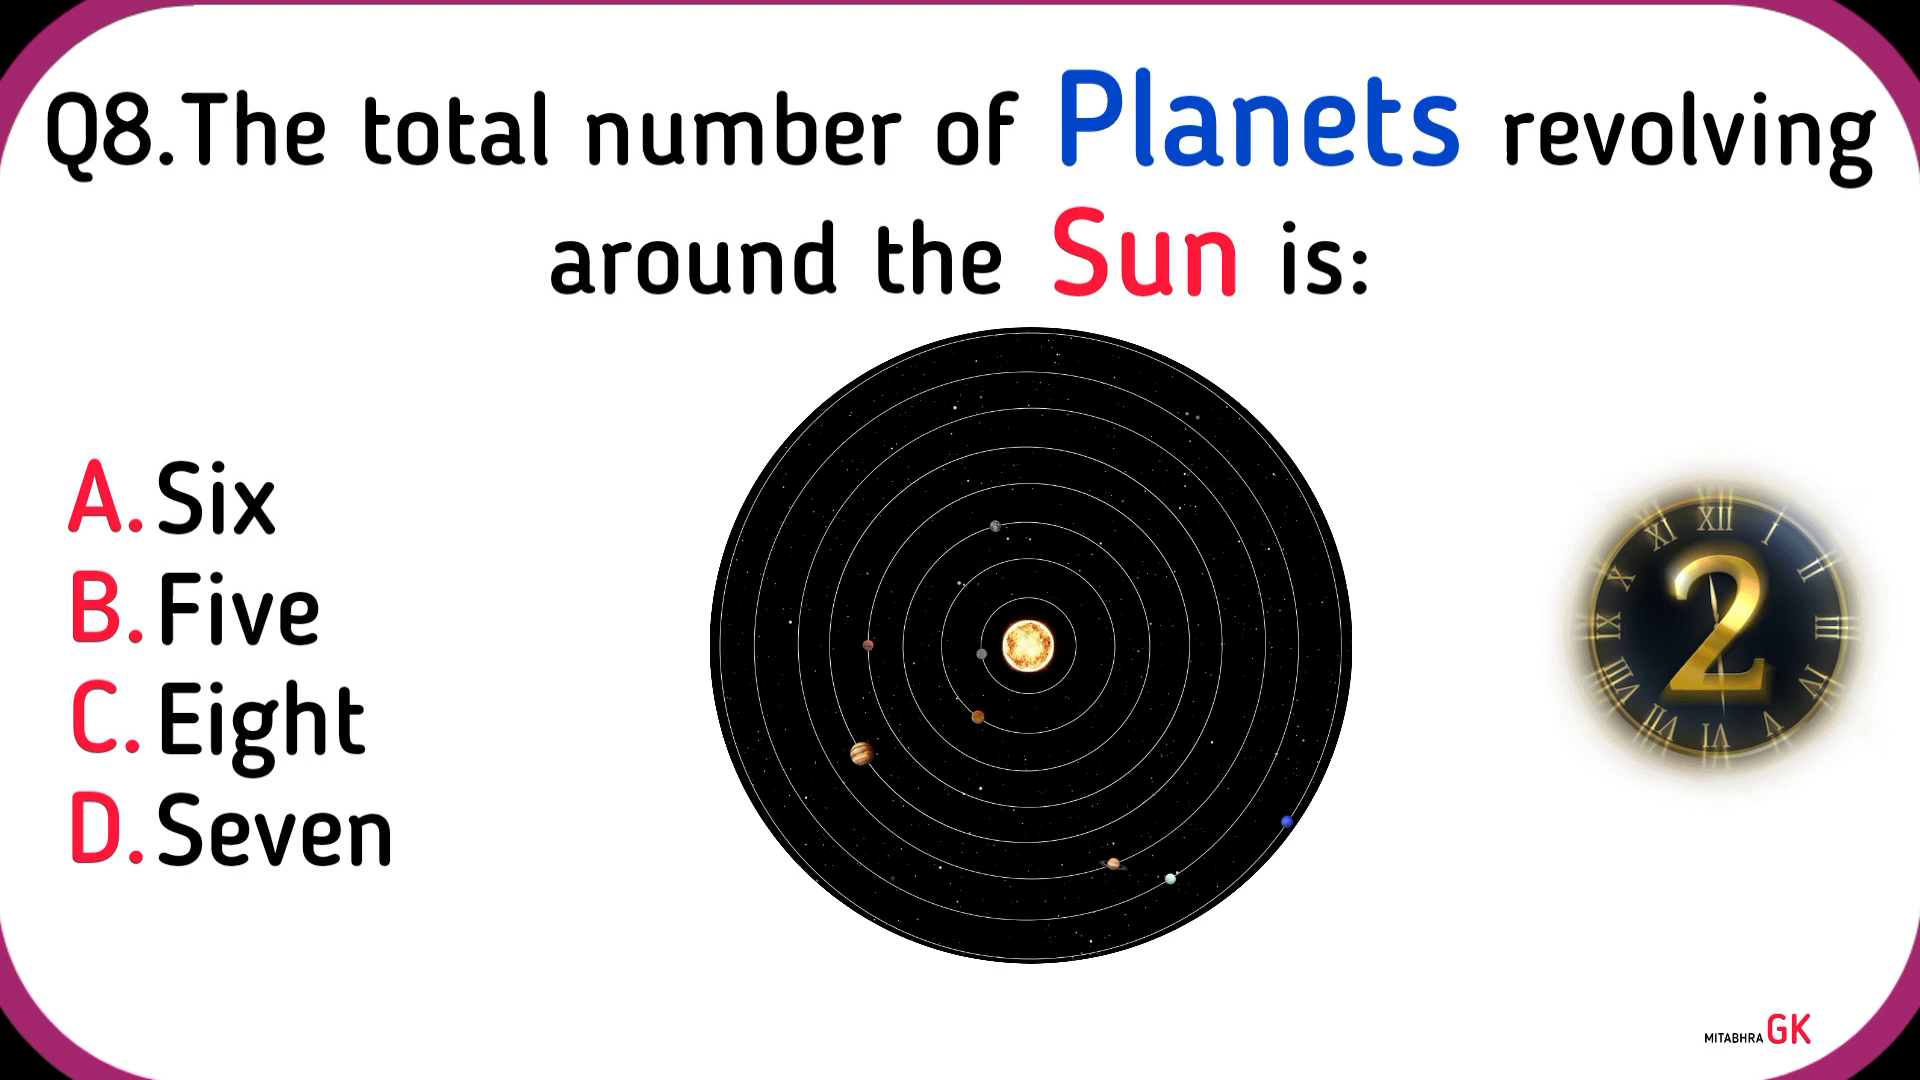 Q8.The total number of Planets revolving
around the Sun is:
A. Six
B. Five
C. Eight
D. Seven
XII
I
II
III
IV
V
VI
VII
VIII
IX
X
XI
2
MITABHRA GK